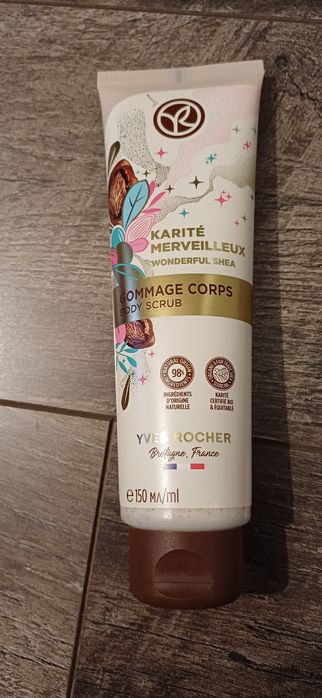 KARITÉ
MERVEILLEUX
WONDERFUL SHEA
GOMMAGE CORPS
BODY SCRUB
98%
INGRÉDIENTS
D'ORIGINE
NATURELLE
KARITÉ
CERTIFIÉ BIO
& ÉQUITABLE
YVES ROCHER
Bretagne, France
e150 МЛ/ml